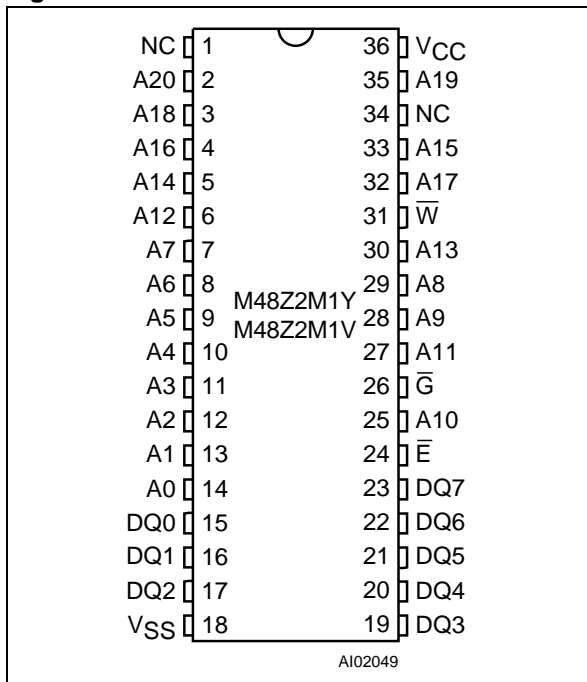 NC 1 36 VCC
A20 2 35 A19
A18 3 34 NC
A16 4 33 A15
A14 5 32 A17
A12 6 31 W̅
A7 7 30 A13
A6 8 29 A8
M48Z2M1Y
A5 9 28 A9
M48Z2M1V
A4 10 27 A11
A3 11 26 G̅
A2 12 25 A10
A1 13 24 E̅
A0 14 23 DQ7
DQ0 15 22 DQ6
DQ1 16 21 DQ5
DQ2 17 20 DQ4
VSS 18 19 DQ3
AI02049